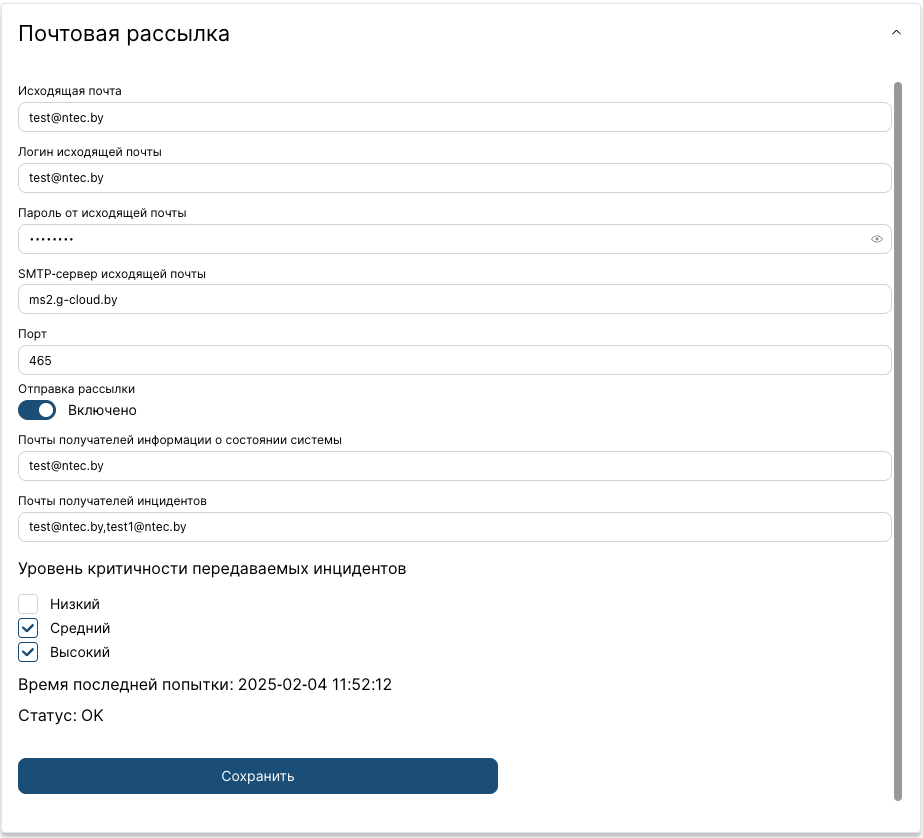 Почтовая рассылка
Исходящая почта
test@ntec.by
Логин исходящей почты
test@ntec.by
Пароль от исходящей почты
••••••••
SMTP-сервер исходящей почты
ms2.g-cloud.by
Порт
465
Отправка рассылки
Включено
Почты получателей информации о состоянии системы
test@ntec.by
Почты получателей инцидентов
test@ntec.by,test1@ntec.by
Уровень критичности передаваемых инцидентов
Низкий
Средний
Высокий
Время последней попытки: 2025-02-04 11:52:12
Статус: OK
Сохранить